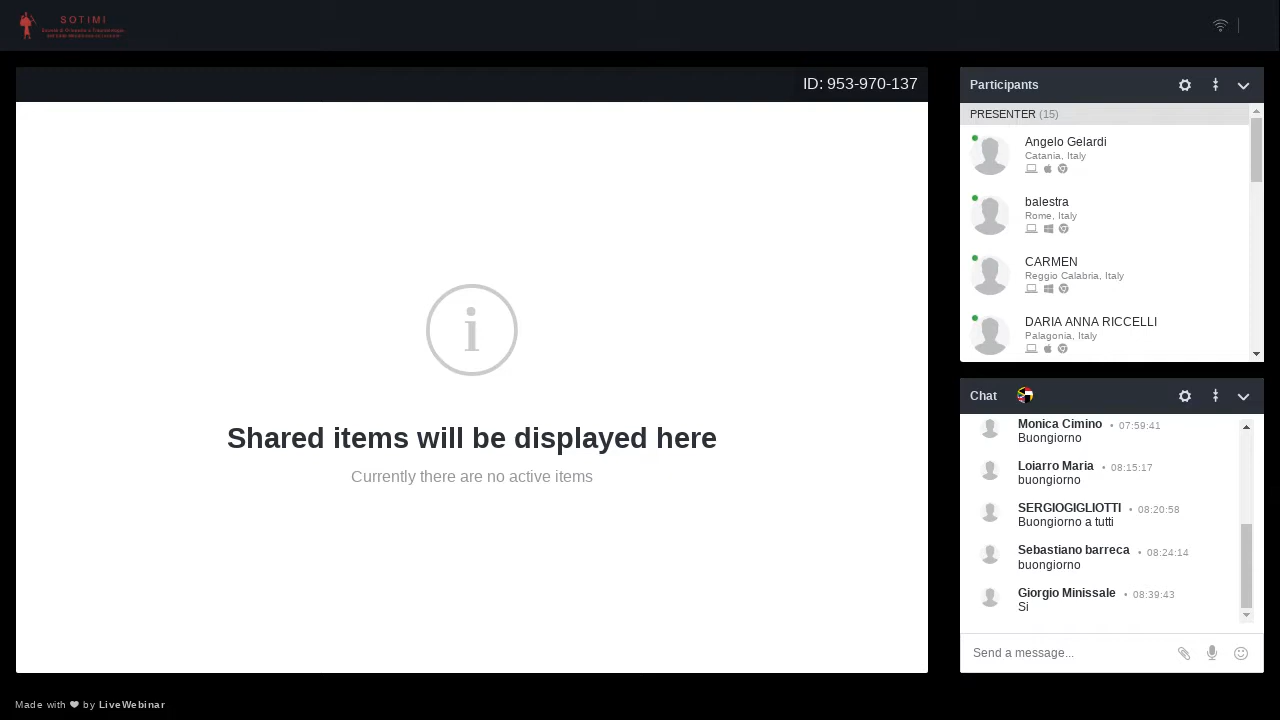 SOTIMI
ID: 953-970-137
Shared items will be displayed here
Currently there are no active items
Participants
PRESENTER (15)
Angelo Gelardi
Catania, Italy
balestra
Rome, Italy
CARMEN
Reggio Calabria, Italy
DARIA ANNA RICCELLI
Palagonia, Italy
Chat
Monica Cimino • 07:59:41
Buongiorno
Loiarro Maria • 08:15:17
buongiorno
SERGIOGIGLIOTTI • 08:20:58
Buongiorno a tutti
Sebastiano barreca • 08:24:14
buongiorno
Giorgio Minissale • 08:39:43
Si
Send a message...
Made with ❤ by LiveWebinar